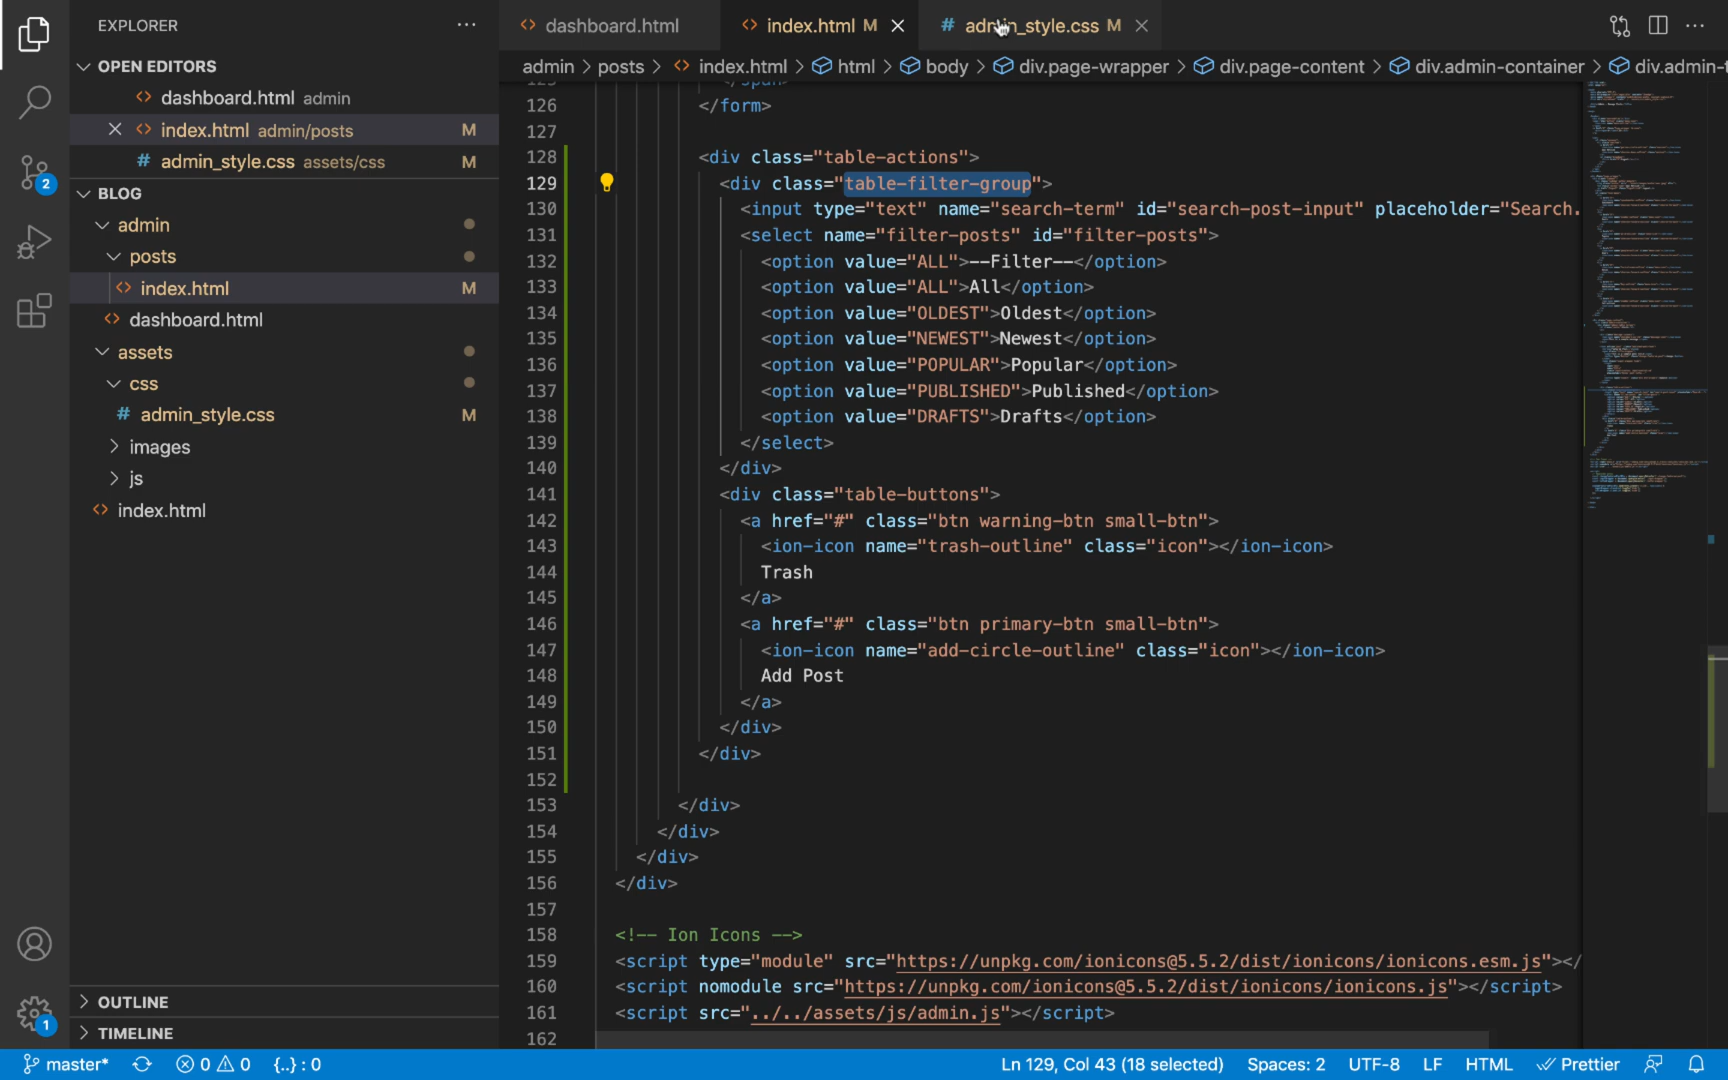 EXPLORER
OPEN EDITORS
dashboard.html admin
index.html admin/posts M
admin_style.css assets/css M
BLOG
admin
posts
index.html M
dashboard.html
assets
css
admin_style.css M
images
js
index.html
OUTLINE
TIMELINE
2
1
dashboard.html
index.html M
admin_style.css M
admin > posts > index.html > html > body > div.page-wrapper > div.page-content > div.admin-container >
126 </form>
127
128 <div class="table-actions">
129 <div class="table-filter-group">
130 <input type="text" name="search-term" id="search-post-input" placeholder="Search.
131 <select name="filter-posts" id="filter-posts">
132 <option value="ALL">--Filter--</option>
133 <option value="ALL">All</option>
134 <option value="OLDEST">Oldest</option>
135 <option value="NEWEST">Newest</option>
136 <option value="POPULAR">Popular</option>
137 <option value="PUBLISHED">Published</option>
138 <option value="DRAFTS">Drafts</option>
139 </select>
140 </div>
141 <div class="table-buttons">
142 <a href="#" class="btn warning-btn small-btn">
143 <ion-icon name="trash-outline" class="icon"></ion-icon>
144 Trash
145 </a>
146 <a href="#" class="btn primary-btn small-btn">
147 <ion-icon name="add-circle-outline" class="icon"></ion-icon>
148 Add Post
149 </a>
150 </div>
151 </div>
152
153 </div>
154 </div>
155 </div>
156 </div>
157
158 <!-- Ion Icons -->
159 <script type="module" src="https://unpkg.com/ionicons@5.5.2/dist/ionicons/ionicons.esm.js"></
160 <script nomodule src="https://unpkg.com/ionicons@5.5.2/dist/ionicons/ionicons.js"></script>
161 <script src="../../assets/js/admin.js"></script>
162
master* 0 0 {..} : 0 Ln 129, Col 43 (18 selected) Spaces: 2 UTF-8 LF HTML Prettier